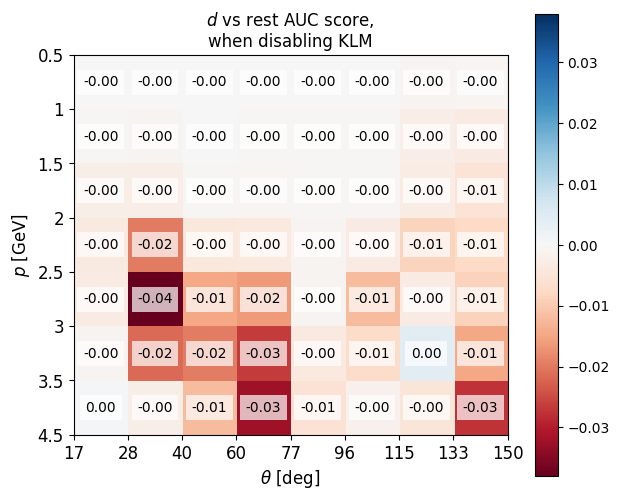 d vs rest AUC score,
when disabling KLM
0.5
-0.00 -0.00 -0.00 -0.00 -0.00 -0.00 -0.00 -0.00
1
-0.00 -0.00 -0.00 -0.00 -0.00 -0.00 -0.00 -0.00
1.5
-0.00 -0.00 -0.00 -0.00 -0.00 -0.00 -0.00 -0.01
2
-0.00 -0.02 -0.00 -0.00 -0.00 -0.00 -0.01 -0.01
2.5
-0.00 -0.04 -0.01 -0.02 -0.00 -0.01 -0.00 -0.01
3
-0.00 -0.02 -0.02 -0.03 -0.00 -0.01 0.00 -0.01
3.5
0.00 -0.00 -0.01 -0.03 -0.01 -0.00 -0.00 -0.03
4.5
17 28 40 60 77 96 115 133 150
θ [deg]
p [GeV]
0.03
0.02
0.01
0.00
−0.01
−0.02
−0.03